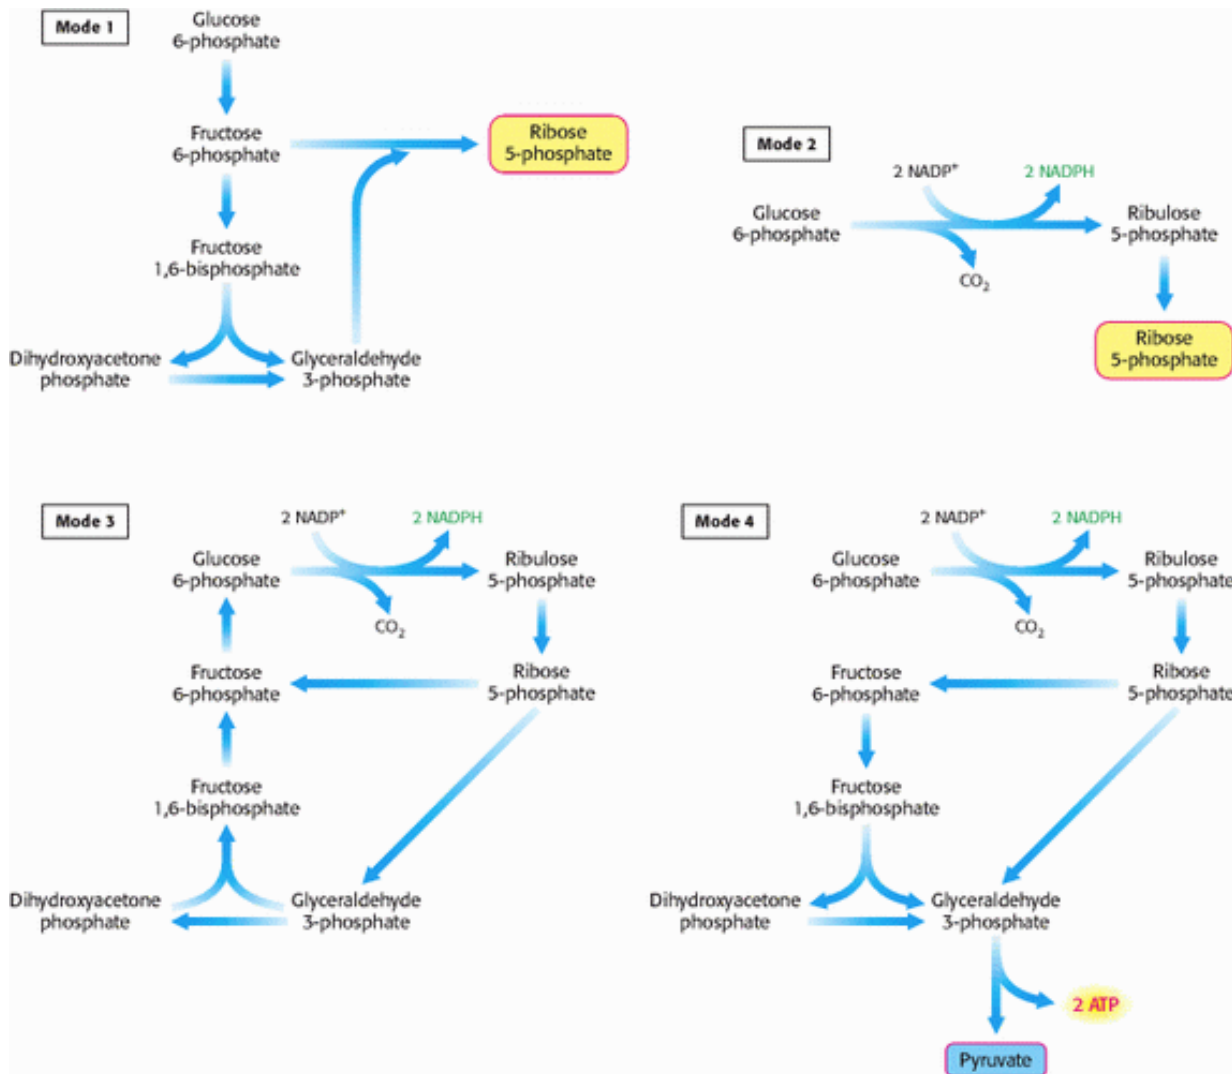 Mode 1
Glucose
6-phosphate
Fructose
6-phosphate
Ribose
5-phosphate
Fructose
1,6-bisphosphate
Dihydroxyacetone
phosphate
Glyceraldehyde
3-phosphate
Mode 2
2 NADP⁺
2 NADPH
Glucose
6-phosphate
Ribulose
5-phosphate
CO₂
Ribose
5-phosphate
Mode 3
2 NADP⁺
2 NADPH
Glucose
6-phosphate
Ribulose
5-phosphate
CO₂
Fructose
6-phosphate
Ribose
5-phosphate
Fructose
1,6-bisphosphate
Dihydroxyacetone
phosphate
Glyceraldehyde
3-phosphate
Mode 4
2 NADP⁺
2 NADPH
Glucose
6-phosphate
Ribulose
5-phosphate
CO₂
Fructose
6-phosphate
Ribose
5-phosphate
Fructose
1,6-bisphosphate
Dihydroxyacetone
phosphate
Glyceraldehyde
3-phosphate
2 ATP
Pyruvate